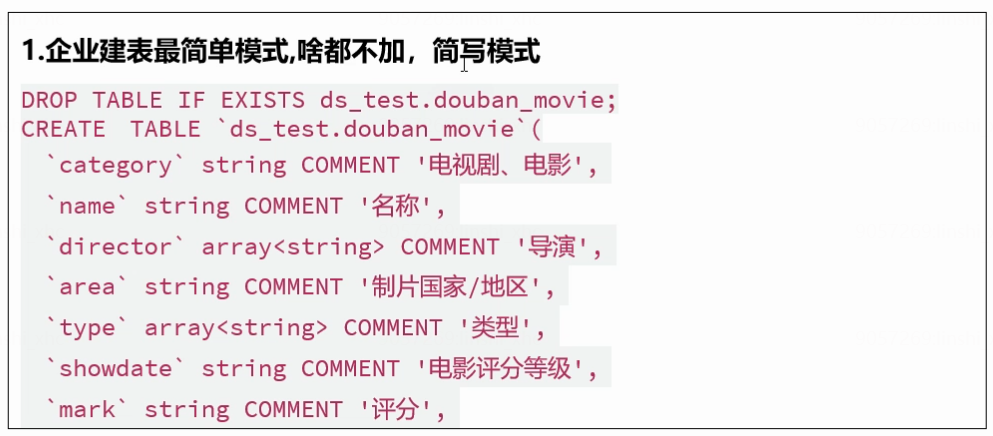 1.企业建表最简单模式,啥都不加，简写模式
DROP TABLE IF EXISTS ds_test.douban_movie;
CREATE  TABLE `ds_test.douban_movie`(
  `category` string COMMENT '电视剧、电影',
  `name` string COMMENT '名称',
  `director` array<string> COMMENT '导演',
  `area` string COMMENT '制片国家/地区',
  `type` array<string> COMMENT '类型',
  `showdate` string COMMENT '电影评分等级',
  `mark` string COMMENT '评分',